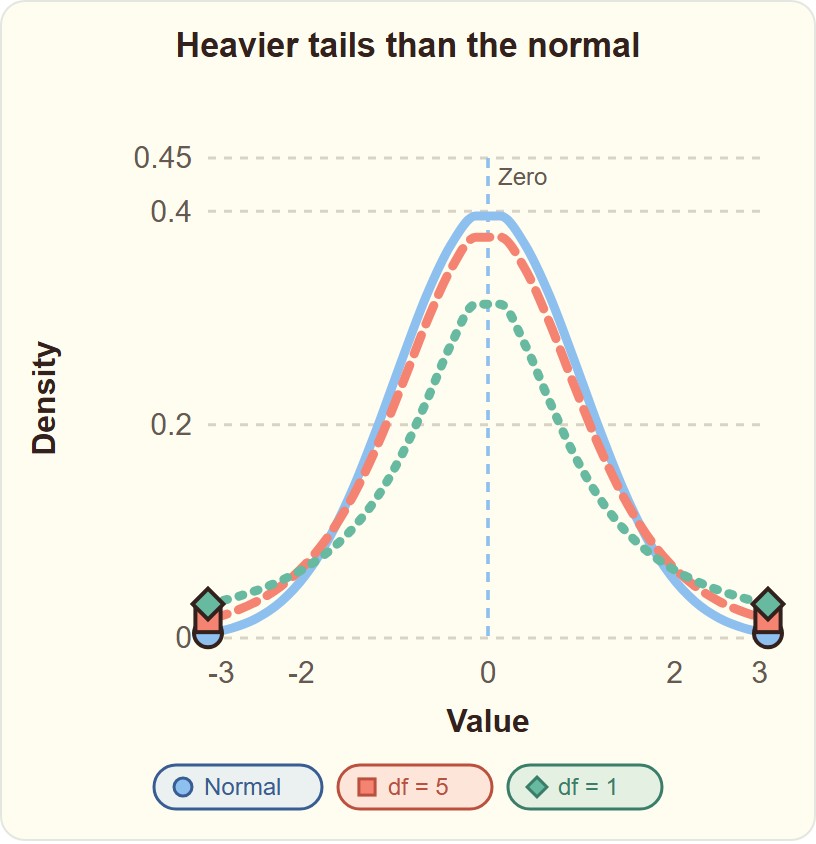 Heavier tails than the normal
0.45
Zero
0.4
Density
0.2
0
-3 -2 0 2 3
Value
Normal df = 5 df = 1